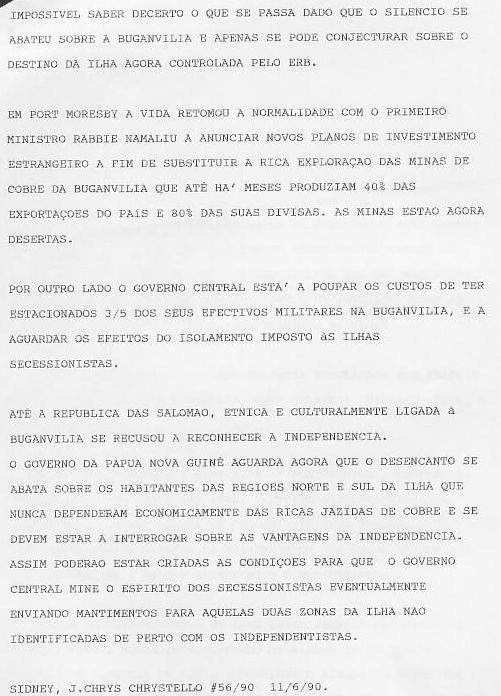 IMPOSSIVEL SABER DECERTO O QUE SE PASSA DADO QUE O SILENCIO SE
ABATEU SOBRE A BUGANVILIA E APENAS SE PODE CONJECTURAR SOBRE O
DESTINO DA ILHA AGORA CONTROLADA PELO ERB.
EM PORT MORESBY A VIDA RETOMOU A NORMALIDADE COM O PRIMEIRO
MINISTRO RABBIE NAMALIU A ANUNCIAR NOVOS PLANOS DE INVESTIMENTO
ESTRANGEIRO A FIM DE SUBSTITUIR A RICA EXPLORAÇAO DAS MINAS DE
COBRE DA BUGANVILIA QUE ATÉ HA' MESES PRODUZIAM 40% DAS
EXPORTAÇOES DO PAíS E 80% DAS SUAS DIVISAS. AS MINAS ESTAO AGORA
DESERTAS.
POR OUTRO LADO O GOVERNO CENTRAL ESTA' A POUPAR OS CUSTOS DE TER
ESTACIONADOS 3/5 DOS SEUS EFECTIVOS MILITARES NA BUGANVILIA, E A
AGUARDAR OS EFEITOS DO ISOLAMENTO IMPOSTO àS ILHAS
SECESSIONISTAS.
ATÉ A REPUBLICA DAS SALOMAO, ETNICA E CULTURALMENTE LIGADA à
BUGANVILIA SE RECUSOU A RECONHECER A INDEPENDENCIA.
O GOVERNO DA PAPUA NOVA GUINÉ AGUARDA AGORA QUE O DESENCANTO SE
ABATA SOBRE OS HABITANTES DAS REGIOES NORTE E SUL DA ILHA QUE
NUNCA DEPENDERAM ECONOMICAMENTE DAS RICAS JAZIDAS DE COBRE E SE
DEVEM ESTAR A INTERROGAR SOBRE AS VANTAGENS DA INDEPENDENCIA.
ASSIM PODERAO ESTAR CRIADAS AS CONDIÇOES PARA QUE  O GOVERNO
CENTRAL MINE O ESPIRITO DOS SECESSIONISTAS EVENTUALMENTE
ENVIANDO MANTIMENTOS PARA AQUELAS DUAS ZONAS DA ILHA NAO
IDENTIFICADAS DE PERTO COM OS INDEPENDENTISTAS.
SIDNEY, J.CHRYS CHRYSTELLO #56/90  11/6/90.